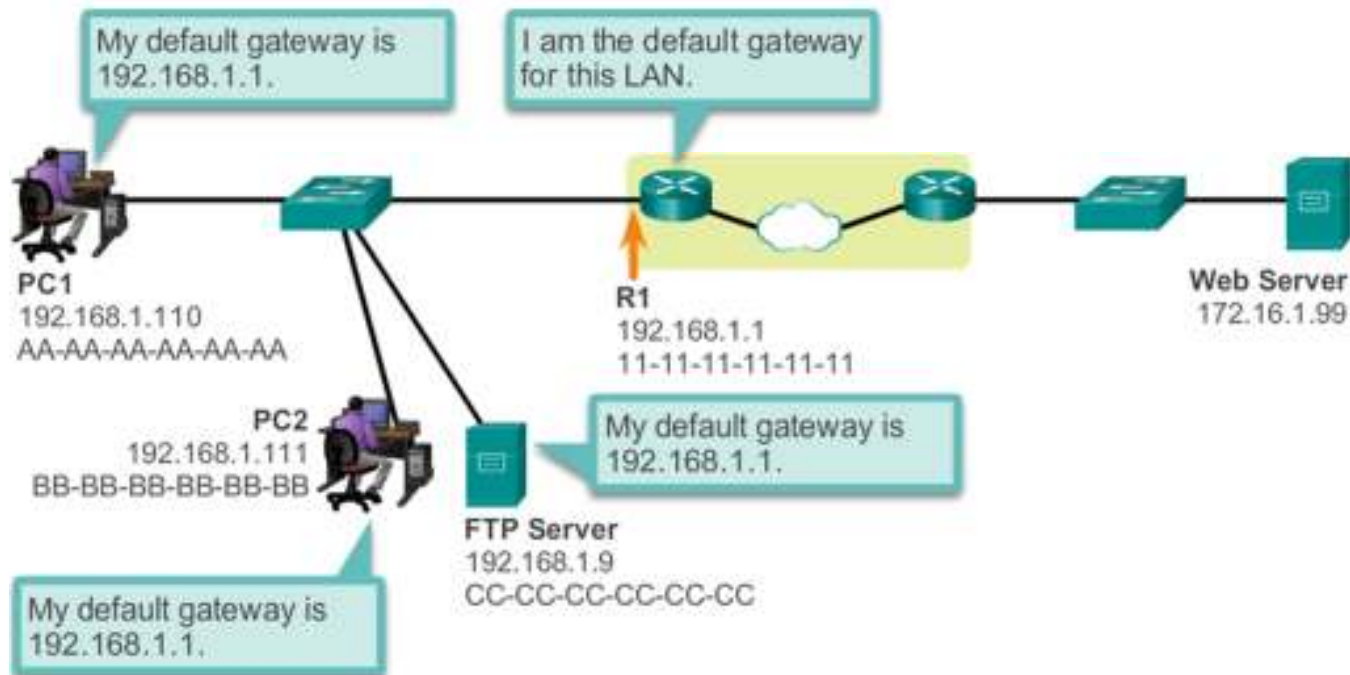 My default gateway is
192.168.1.1.
I am the default gateway
for this LAN.
PC1
192.168.1.110
AA-AA-AA-AA-AA-AA
R1
192.168.1.1
11-11-11-11-11-11
Web Server
172.16.1.99
PC2
192.168.1.111
BB-BB-BB-BB-BB-BB
My default gateway is
192.168.1.1.
FTP Server
192.168.1.9
CC-CC-CC-CC-CC-CC
My default gateway is
192.168.1.1.